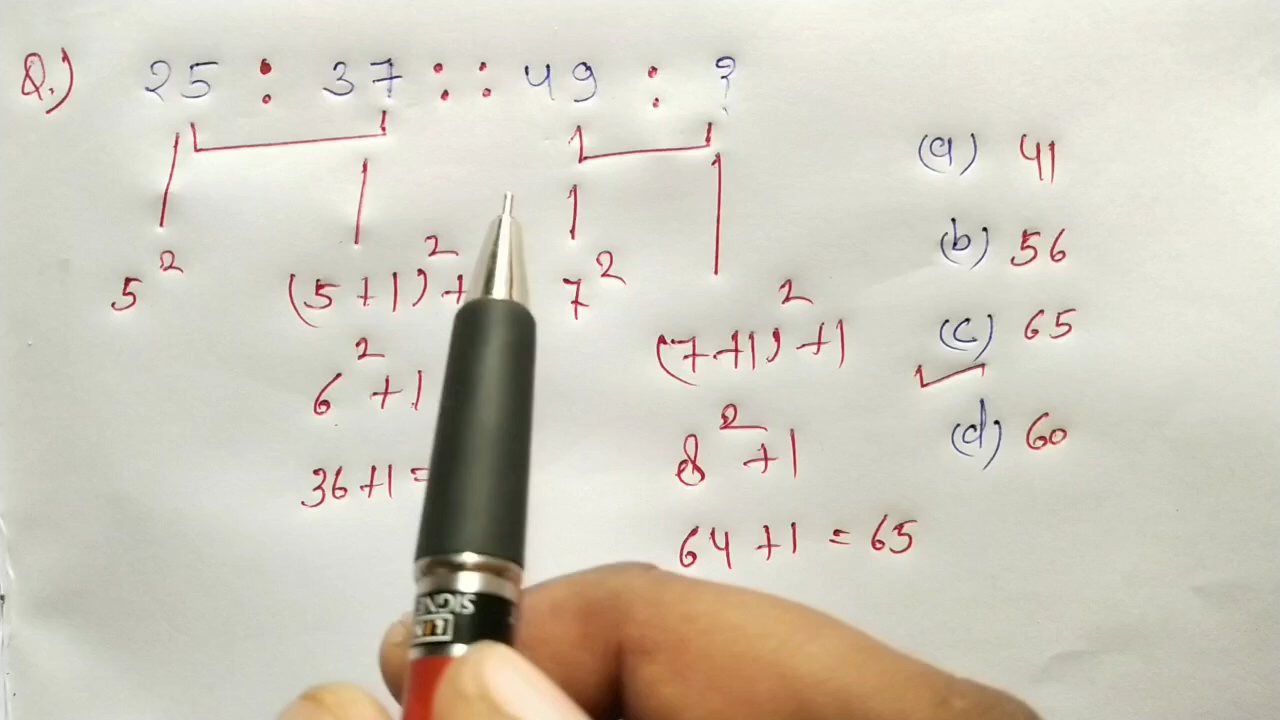 Q.) 25 : 37 :: 49 : ?
(a) 41
(b) 56
(c) 65
(d) 60
5² (5+1)²+ 7² (7+1)²+1
6²+1 8²+1
36+1= 64+1=65